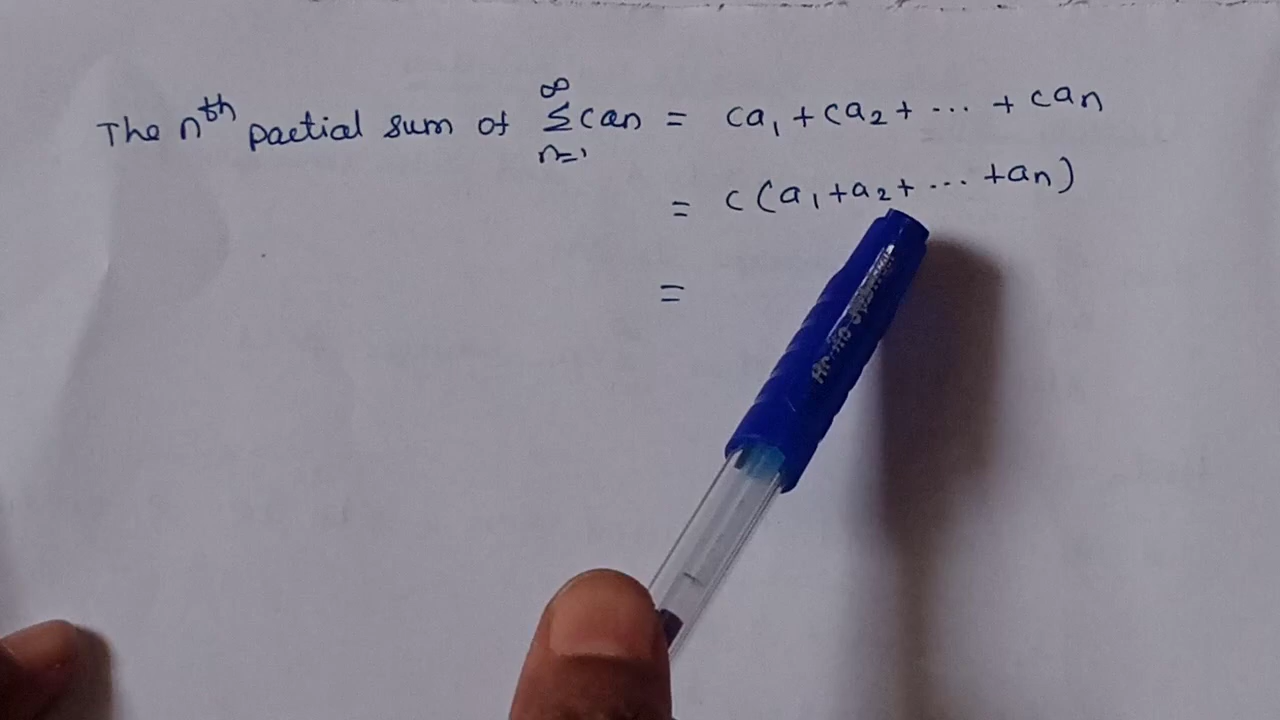 The nth partial sum of ∞ Σ n=1 can = ca1 + ca2 + ... + can
= c(a1 + a2 + ... + an)
=